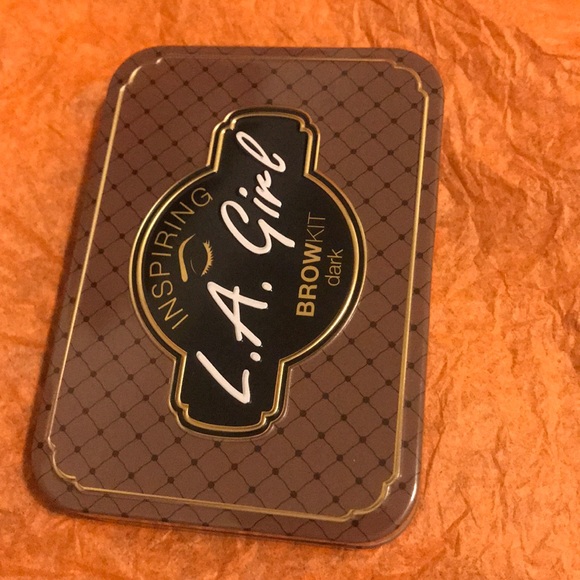 INSPIRING
L.A. Girl
BROWKIT
dark